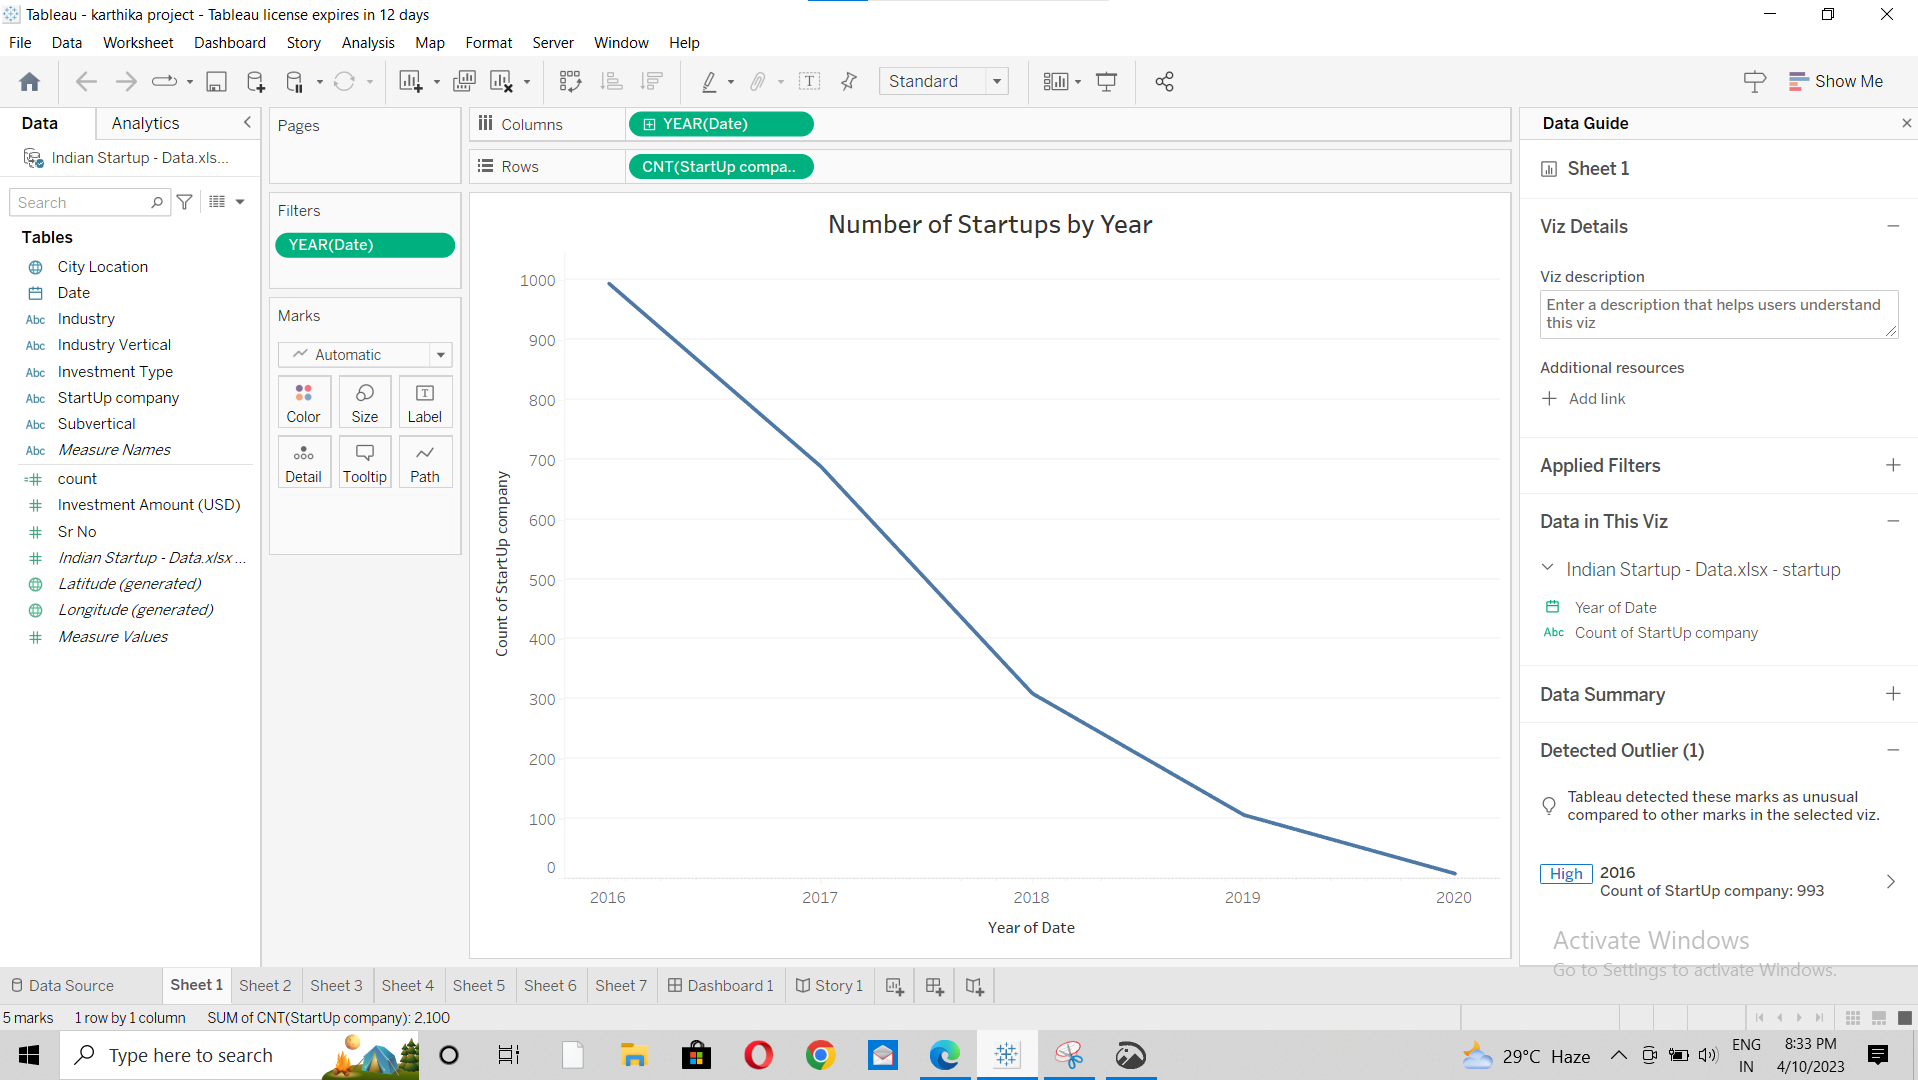 Tableau - karthika project - Tableau license expires in 12 days
File Data Worksheet Dashboard Story Analysis Map Format Server Window Help
Standard
Show Me
Data Analytics
Indian Startup - Data.xls...
Search
Tables
City Location
Date
Abc Industry
Abc Industry Vertical
Abc Investment Type
Abc StartUp company
Abc Subvertical
Abc Measure Names
count
Investment Amount (USD)
Sr No
Indian Startup - Data.xlsx ...
Latitude (generated)
Longitude (generated)
Measure Values
Pages
Filters
YEAR(Date)
Marks
Automatic
Color Size Label
Detail Tooltip Path
Columns YEAR(Date)
Rows CNT(StartUp compa..
Number of Startups by Year
Count of StartUp company
1000
900
800
700
600
500
400
300
200
100
0
2016 2017 2018 2019 2020
Year of Date
Data Guide
Sheet 1
Viz Details
Viz description
Enter a description that helps users understand
this viz
Additional resources
Add link
Applied Filters
Data in This Viz
Indian Startup - Data.xlsx - startup
Year of Date
Abc Count of StartUp company
Data Summary
Detected Outlier (1)
Tableau detected these marks as unusual
compared to other marks in the selected viz.
High 2016
Count of StartUp company: 993
Activate Windows
Go to Settings to activate Windows.
Data Source Sheet 1 Sheet 2 Sheet 3 Sheet 4 Sheet 5 Sheet 6 Sheet 7 Dashboard 1 Story 1
5 marks 1 row by 1 column SUM of CNT(StartUp company): 2,100
Type here to search
29°C Haze
ENG
IN
8:33 PM
4/10/2023